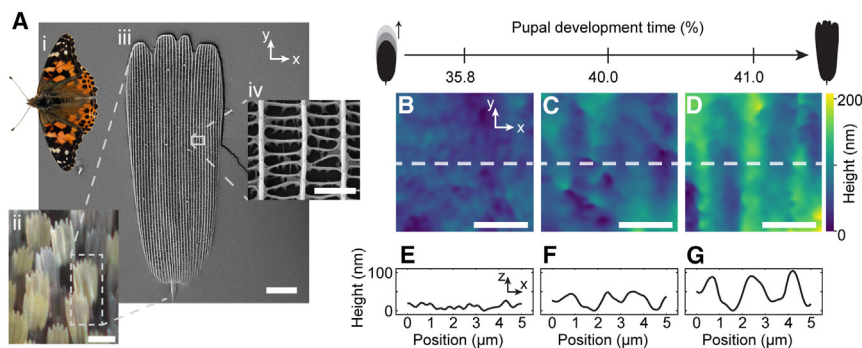 A
i
ii
iii
iv
y
x
Pupal development time (%)
35.8 40.0 41.0
B C D
y
x
200
0
Height (nm)
E F G
z
x
Height (nm)
100
0
0 1 2 3 4 5 0 1 2 3 4 5 0 1 2 3 4 5
Position (µm) Position (µm) Position (µm)